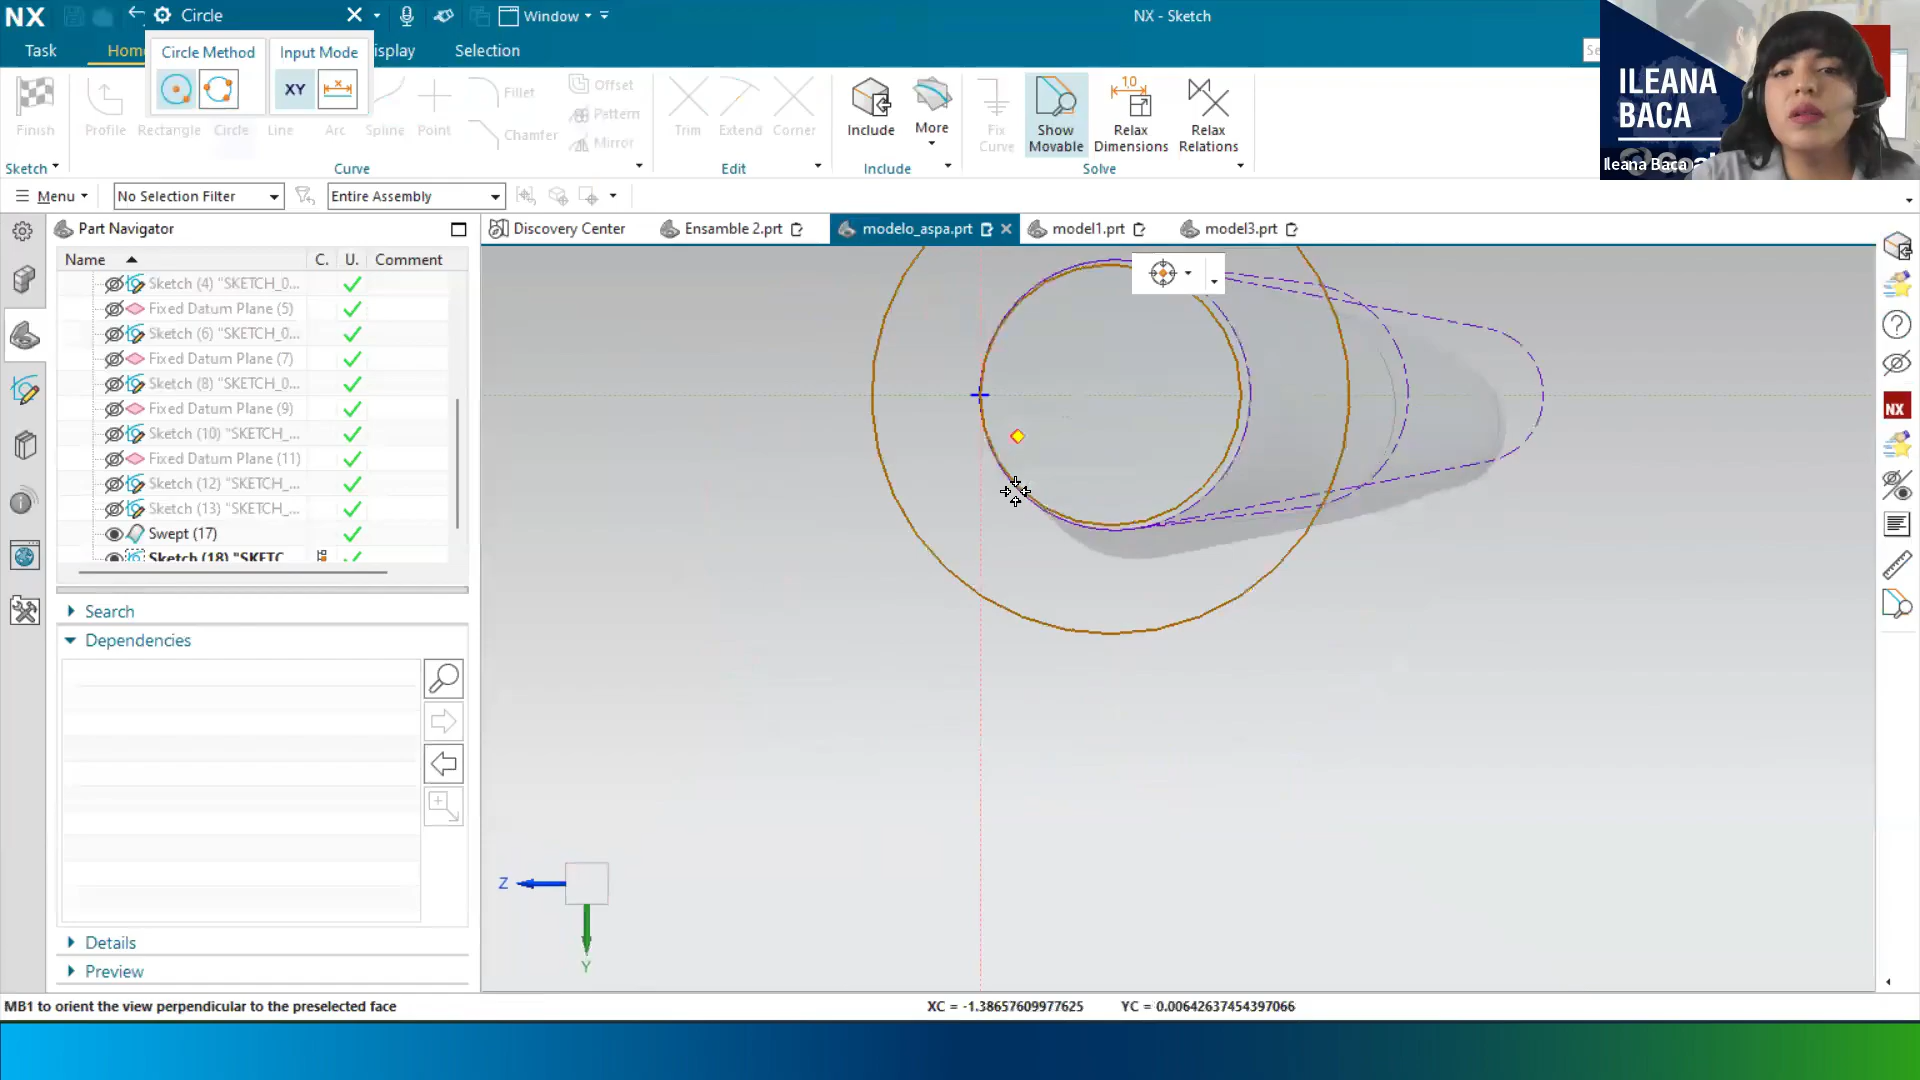 NX
Circle
Window
NX - Sketch
Task
Home
isplay
Selection
Circle Method
Input Mode
XY
Finish
Profile
Rectangle
Circle
Line
Arc
Spline
Point
Fillet
Chamfer
Offset
Pattern
Mirror
Trim
Extend
Corner
Include
More
Fix
Curve
Show
Movable
Relax
Dimensions
Relax
Relations
Sketch
Curve
Edit
Include
Solve
ILEANA
BACA
Ileana Baca
Menu
No Selection Filter
Entire Assembly
Part Navigator
Discovery Center
Ensamble 2.prt
modelo_aspa.prt
model1.prt
model3.prt
Name
C.
U.
Comment
Sketch (4) "SKETCH_0...
Fixed Datum Plane (5)
Sketch (6) "SKETCH_0...
Fixed Datum Plane (7)
Sketch (8) "SKETCH_0...
Fixed Datum Plane (9)
Sketch (10) "SKETCH_...
Fixed Datum Plane (11)
Sketch (12) "SKETCH_...
Sketch (13) "SKETCH_...
Swept (17)
Sketch (18) "SKETC
Search
Dependencies
Details
Preview
Z
Y
NX
MB1 to orient the view perpendicular to the preselected face
XC = -1.38657609977625
YC = 0.00642637454397066